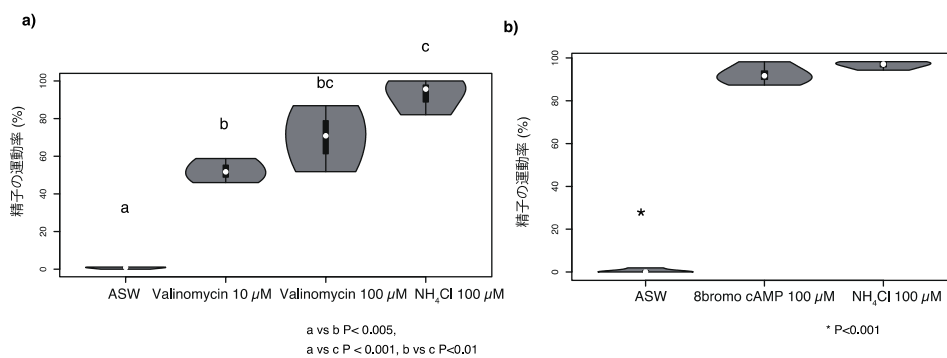 a)
精子の運動率 (%)
0
20
40
60
80
100
a
b
bc
c
ASW
Valinomycin 10 µM
Valinomycin 100 µM
NH₄Cl 100 µM
a vs b P< 0.005,
a vs c P < 0.001, b vs c P<0.01
b)
精子の運動率 (%)
0
20
40
60
80
100
*
ASW
8bromo cAMP 100 µM
NH₄Cl 100 µM
* P<0.001